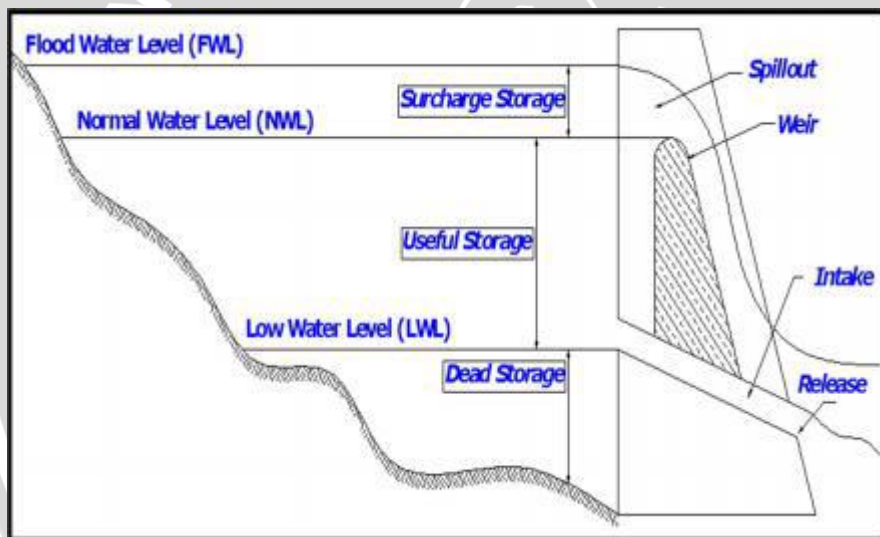 Flood Water Level (FWL)
Spillout
Surcharge Storage
Normal Water Level (NWL)
Weir
Useful Storage
Intake
Low Water Level (LWL)
Dead Storage
Release